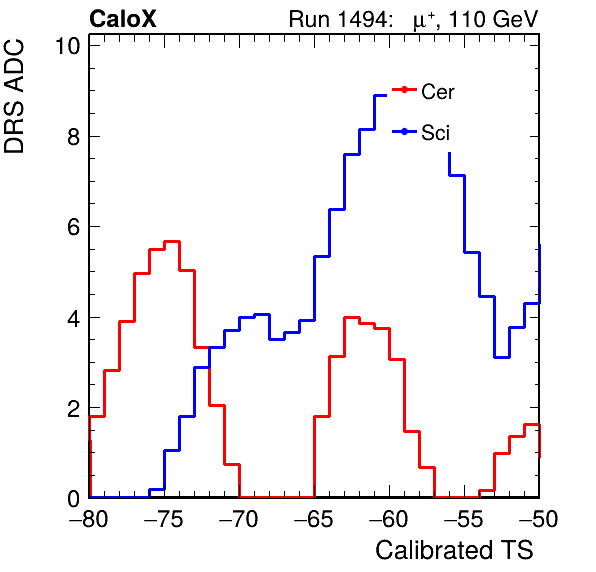 CaloX Run 1494: μ⁺, 110 GeV
DRS ADC
10
8
6
4
2
0
Cer
Sci
−80 −75 −70 −65 −60 −55 −50
Calibrated TS